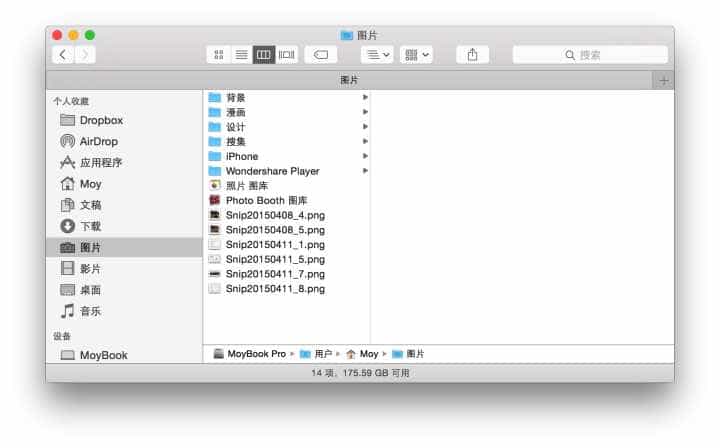 图片
搜索
图片
个人收藏
Dropbox
AirDrop
应用程序
Moy
文稿
下载
图片
影片
桌面
音乐
设备
MoyBook
背景
漫画
设计
搜集
iPhone
Wondershare Player
照片 图库
Photo Booth 图库
Snip20150408_4.png
Snip20150408_5.png
Snip20150411_1.png
Snip20150411_5.png
Snip20150411_7.png
Snip20150411_8.png
MoyBook Pro ▸ 用户 ▸ Moy ▸ 图片
14 项，175.59 GB 可用